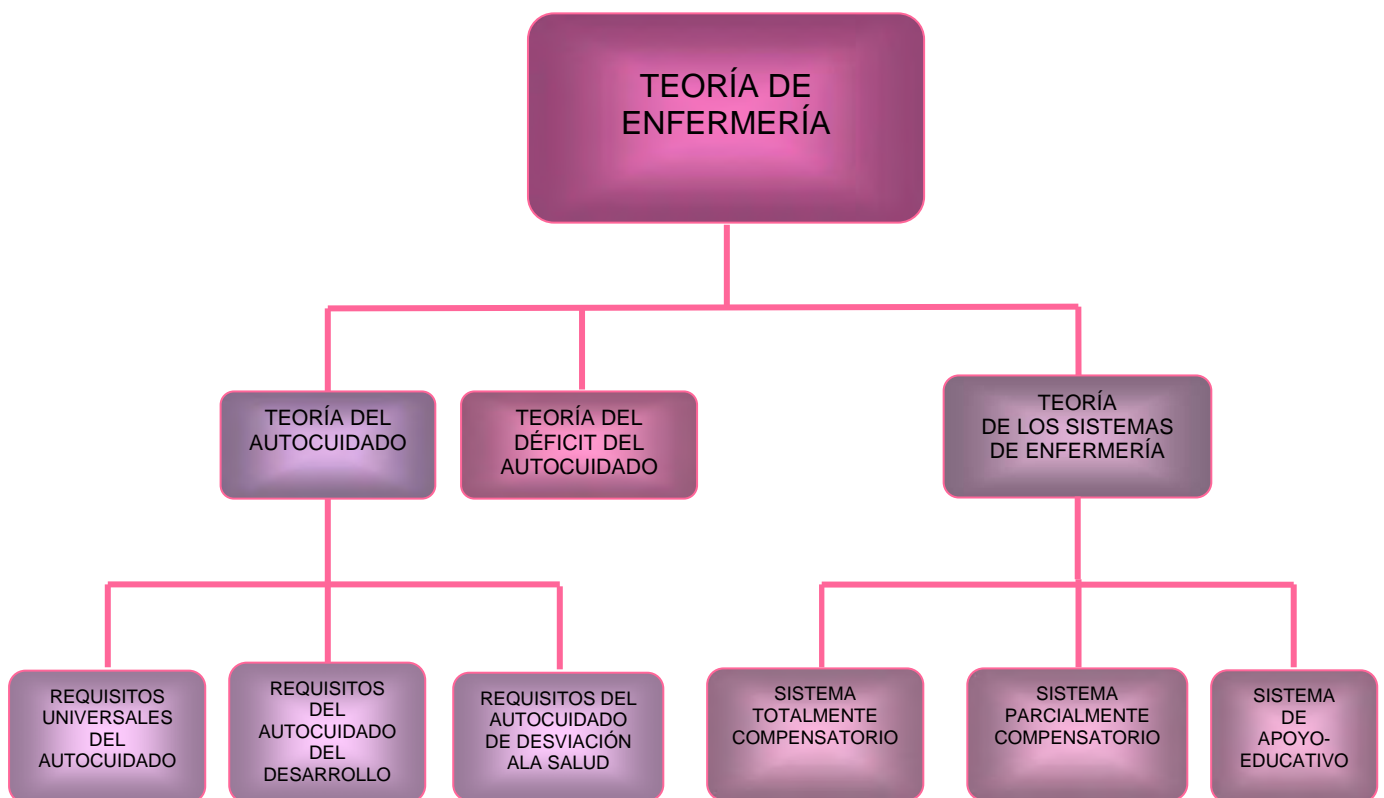 TEORÍA DE
ENFERMERÍA
TEORÍA DEL
AUTOCUIDADO
TEORÍA DEL
DÉFICIT DEL
AUTOCUIDADO
TEORÍA
DE LOS SISTEMAS
DE ENFERMERÍA
REQUISITOS
UNIVERSALES
DEL
AUTOCUIDADO
REQUISITOS
DEL
AUTOCUIDADO
DEL
DESARROLLO
REQUISITOS DEL
AUTOCUIDADO
DE DESVIACIÓN
ALA SALUD
SISTEMA
TOTALMENTE
COMPENSATORIO
SISTEMA
PARCIALMENTE
COMPENSATORIO
SISTEMA
DE
APOYO-
EDUCATIVO